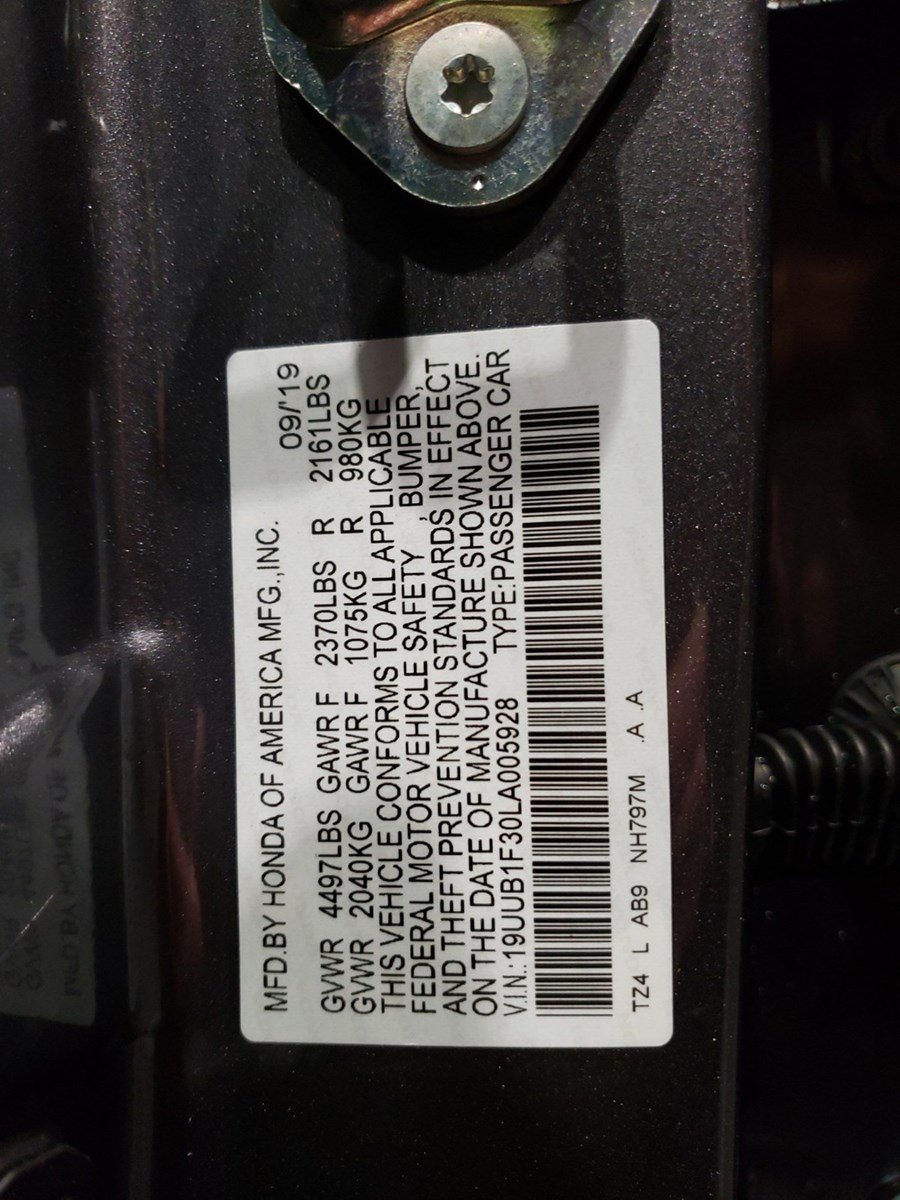 MFD.BY HONDA OF AMERICA MFG.,INC. 09/'19
GVWR 4497LBS GAWR F 2370LBS R 2161LBS
GVWR 2040KG GAWR F 1075KG R 980KG
THIS VEHICLE CONFORMS TO ALL APPLICABLE
FEDERAL MOTOR VEHICLE SAFETY , BUMPER,
AND THEFT PREVENTION STANDARDS IN EFFECT
ON THE DATE OF MANUFACTURE SHOWN ABOVE.
V.I.N.:19UUB1F30LA005928 TYPE:PASSENGER CAR
TZ4 L AB9 NH797M .A .A